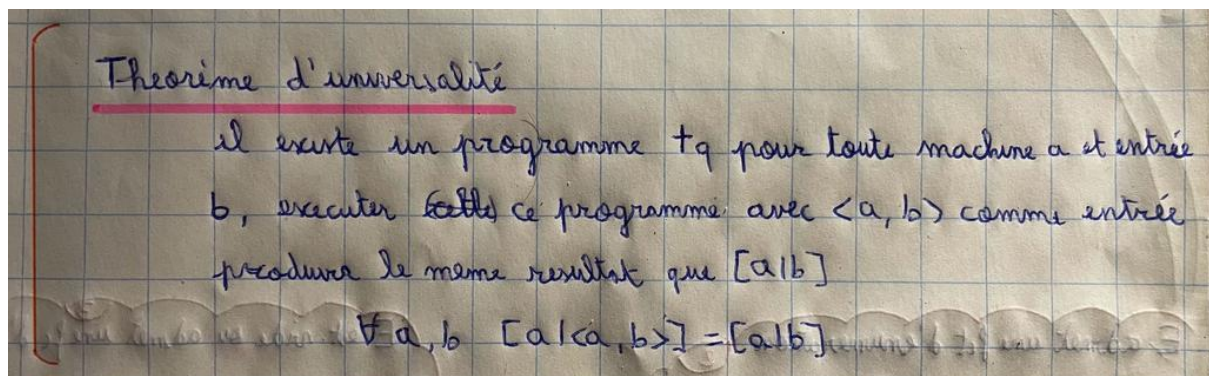 Theorème d'universalité
il existe un programme tq pour toute machine a et entrée
b, executer ce programme avec <a, b> comme entrée
produira le meme resultat que [a|b]
∀ a, b [a|<a, b>] = [a|b]